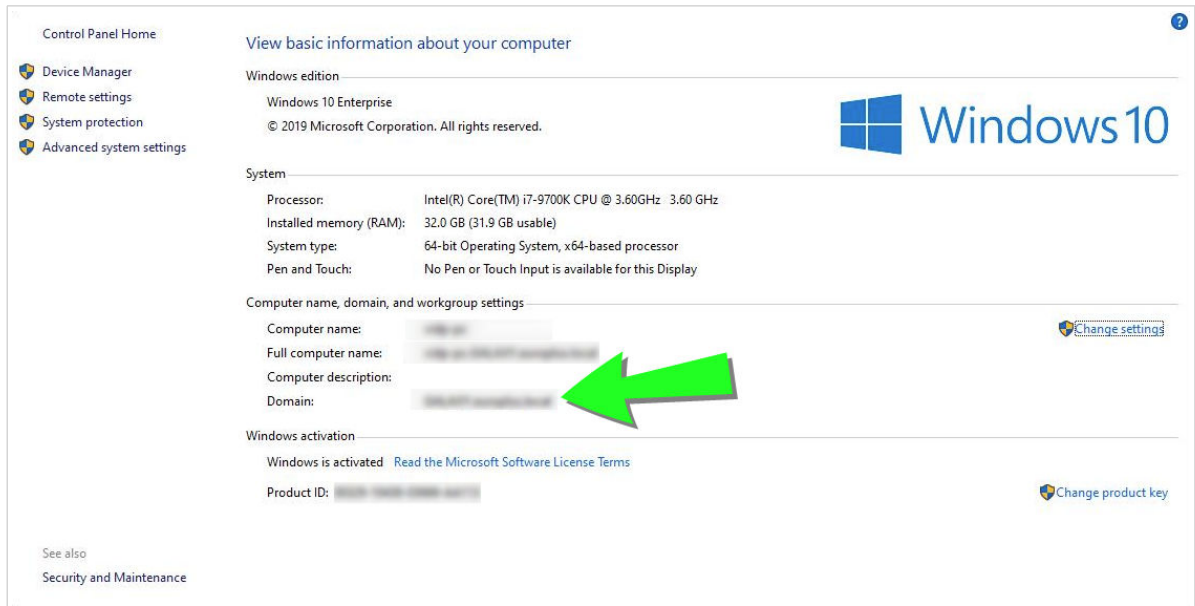 Control Panel Home
Device Manager
Remote settings
System protection
Advanced system settings
See also
Security and Maintenance
?
View basic information about your computer
Windows edition
Windows 10 Enterprise
© 2019 Microsoft Corporation. All rights reserved.
Windows 10
System
Processor: Intel(R) Core(TM) i7-9700K CPU @ 3.60GHz 3.60 GHz
Installed memory (RAM): 32.0 GB (31.9 GB usable)
System type: 64-bit Operating System, x64-based processor
Pen and Touch: No Pen or Touch Input is available for this Display
Computer name, domain, and workgroup settings
Computer name:
Change settings
Full computer name:
Computer description:
Domain:
Windows activation
Windows is activated Read the Microsoft Software License Terms
Product ID:
Change product key